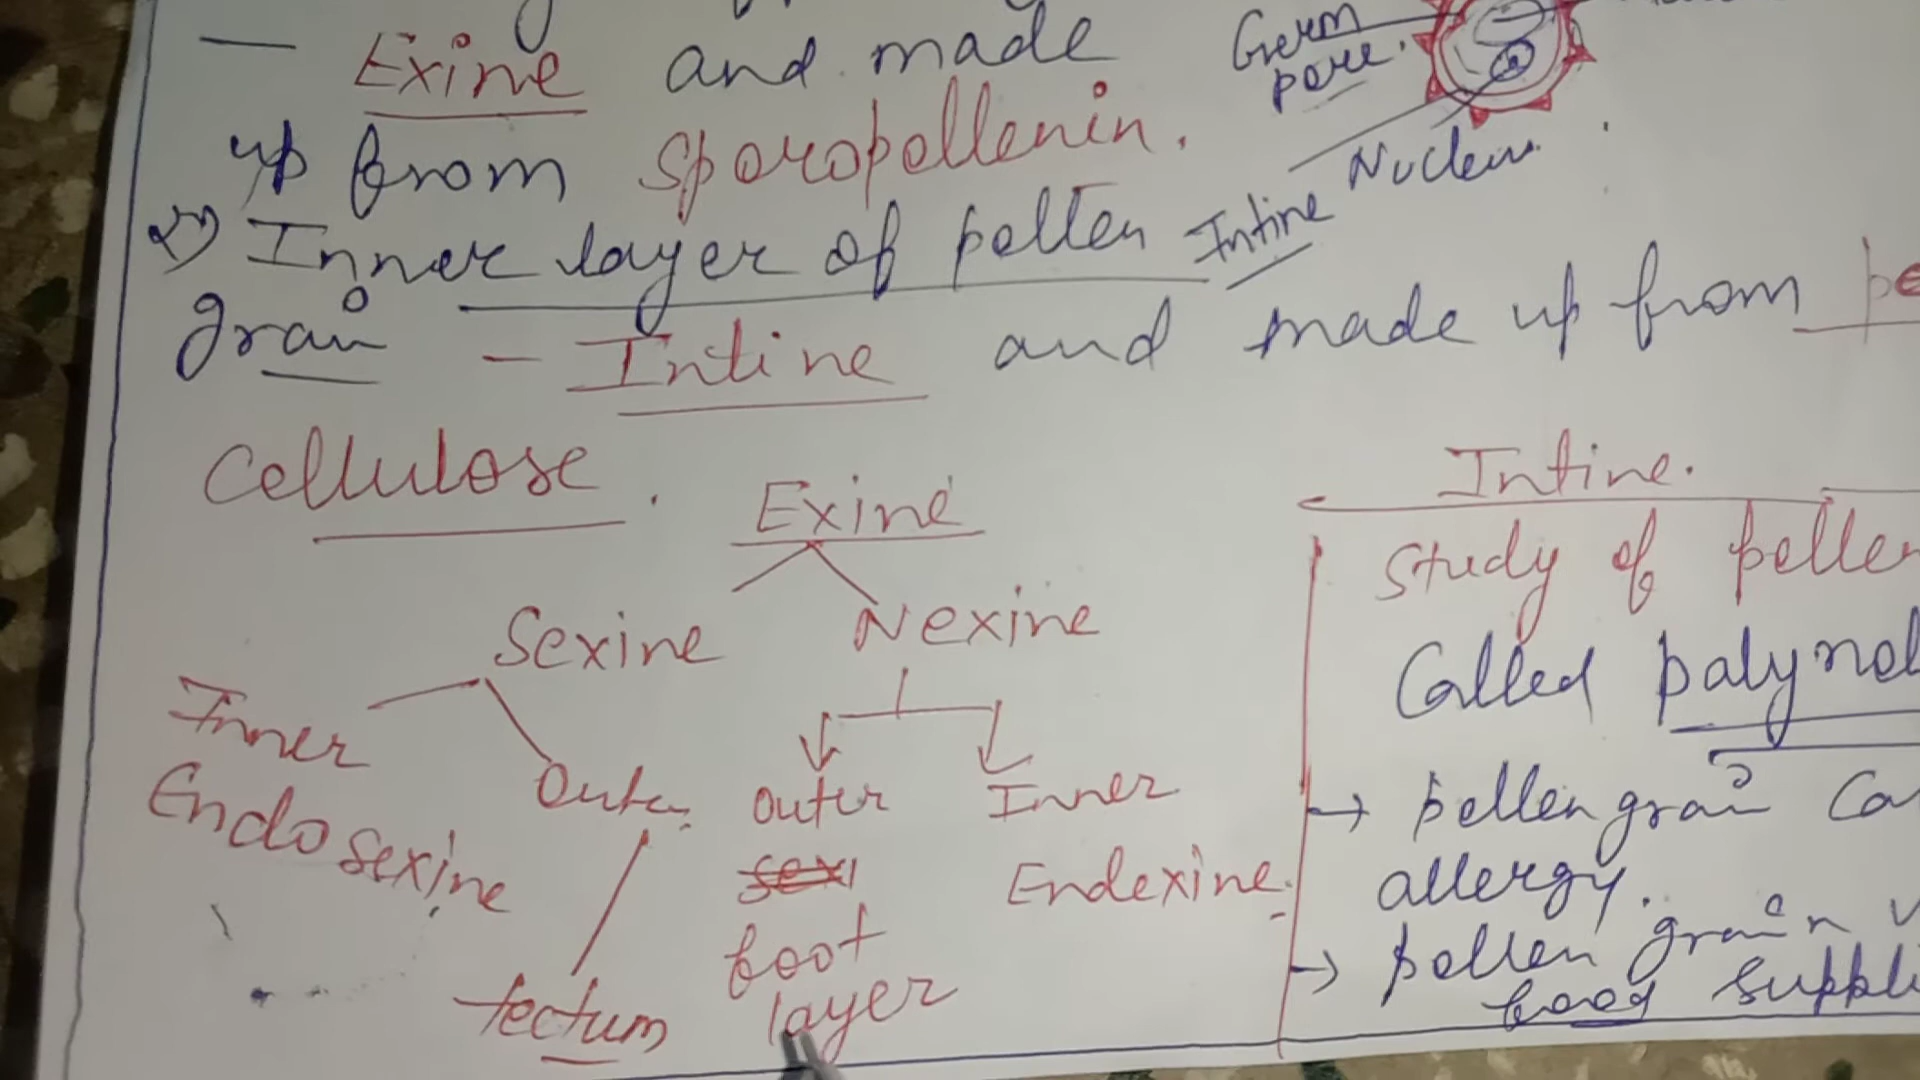 — Exine and made
up from sporopollenin.
Germ
pore.
Nucleus.
Intine
2) Inner layer of pollen
grain - Intine and made up from pe
Cellulose.
Exine
Sexine Nexine
Inner
Endosexine
Outer
tectum
Outer
foot
layer
Inner
Endexine.
Intine.
Study of pollen
Called palynol
→ pollen grain Ca
allergy.
→ pollen grain
food suppli